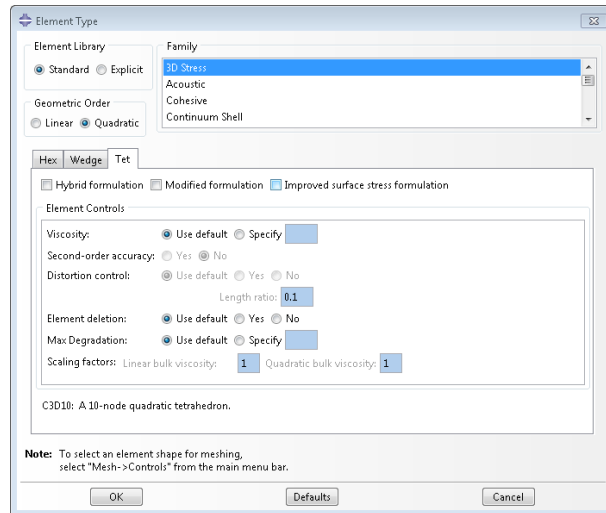 Element Type
Element Library
Standard Explicit
Geometric Order
Linear Quadratic
Family
3D Stress
Acoustic
Cohesive
Continuum Shell
Hex Wedge Tet
Hybrid formulation Modified formulation Improved surface stress formulation
Element Controls
Viscosity: Use default Specify
Second-order accuracy: Yes No
Distortion control: Use default Yes No
Length ratio: 0.1
Element deletion: Use default Yes No
Max Degradation: Use default Specify
Scaling factors: Linear bulk viscosity: 1 Quadratic bulk viscosity: 1
C3D10: A 10-node quadratic tetrahedron.
Note: To select an element shape for meshing,
select "Mesh->Controls" from the main menu bar.
OK Defaults Cancel